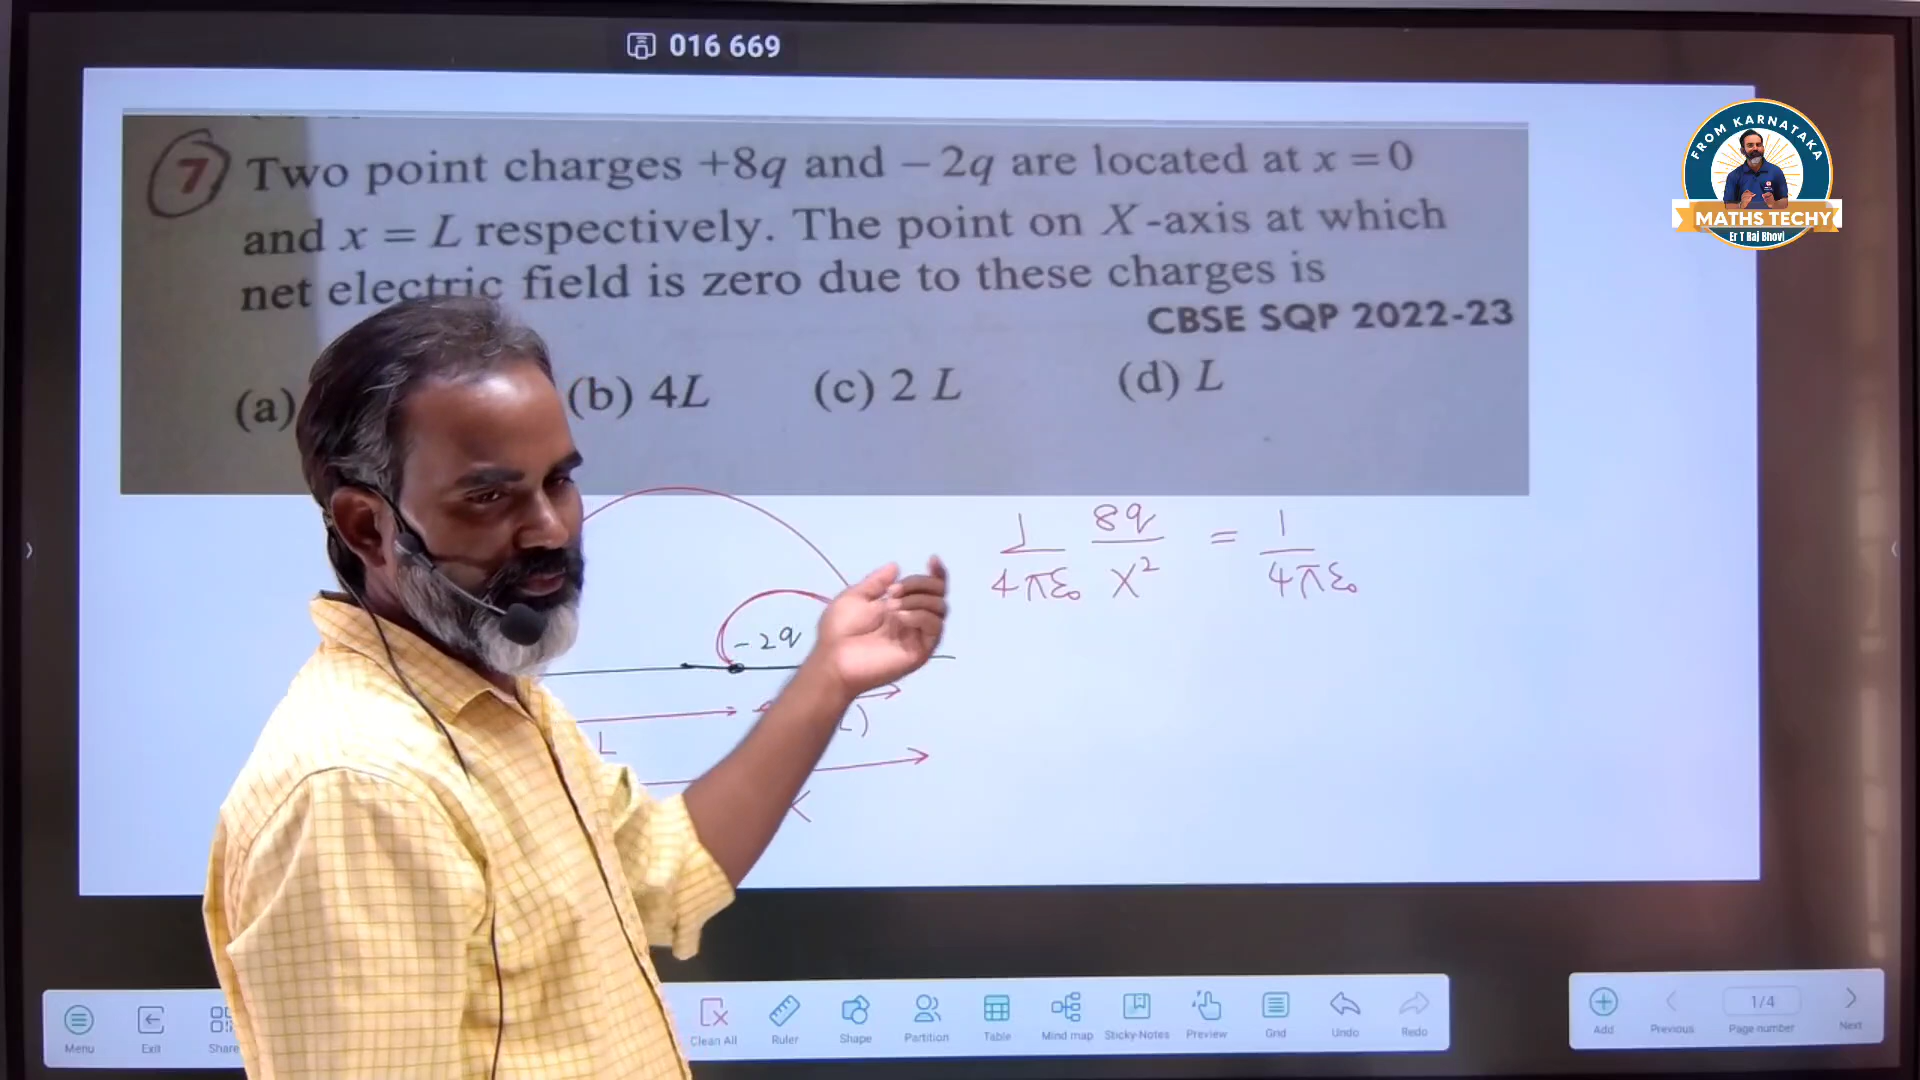 016 669
FROM KARNATAKA
MATHS TECHY
Er T Raj Bhovi
7 Two point charges +8q and −2q are located at x = 0
and x = L respectively. The point on X-axis at which
net electric field is zero due to these charges is
CBSE SQP 2022-23
(a) (b) 4L (c) 2 L (d) L
1/4πε₀ 8q/x² = 1/4πε₀
-2q
L)
L
Menu Exit Share Clean All Ruler Shape Partition Table Mind map Sticky-Notes Preview Grid Undo Redo Add Previous 1/4 Page number Next